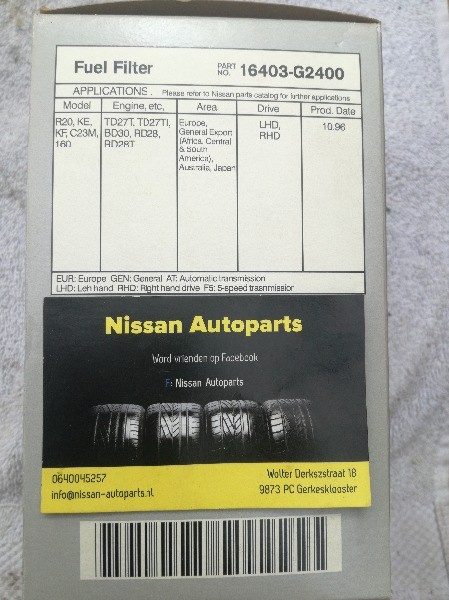 Fuel Filter PART NO. 16403-G2400
APPLICATIONS. Please refer to Nissan parts catalog for further applications
Model Engine, etc, Area Drive Prod. Date
R20, KE, KF, C23M, 160
TD27T, TD27TI, BD30, RD28, RD28T
Europe, General Export (Africa, Central & South America), Australia, Japan
LHD, RHD
10.96
EUR: Europe GEN: General AT: Automatic transmission
LHD: Leh hand RHD: Right hand drive F5: 5-speed trasnmissior
Nissan Autoparts
Word vrienden op Facebook
F: Nissan Autoparts
0640045257
info@nissan-autoparts.nl
Wolter Derkszstraat 18
9873 PC Gerkesklooster